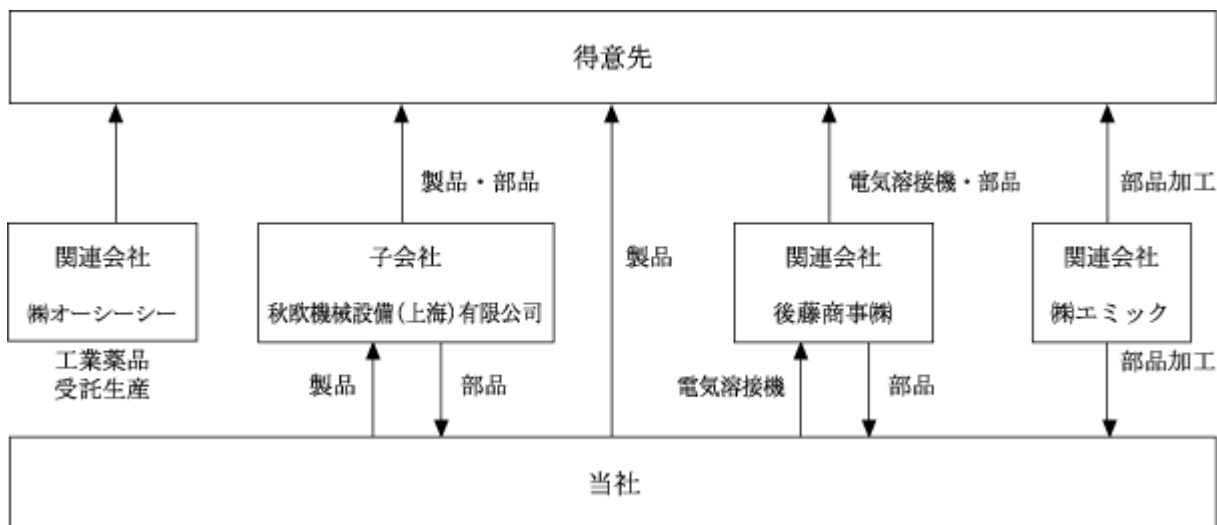 得意先
製品・部品
電気溶接機・部品
部品加工
関連会社
㈱オーシーシー
工業薬品
受託生産
子会社
秋欧機械設備(上海)有限公司
製品
関連会社
後藤商事㈱
関連会社
㈱エミック
製品
部品
電気溶接機
部品
部品加工
当社